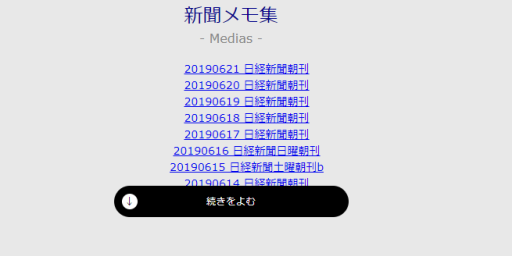 新聞メモ集
- Medias -
20190621 日経新聞朝刊
20190620 日経新聞朝刊
20190619 日経新聞朝刊
20190618 日経新聞朝刊
20190617 日経新聞朝刊
20190616 日経新聞日曜朝刊
20190615 日経新聞土曜朝刊b
20190614 日経新聞朝刊
↓ 続きをよむ